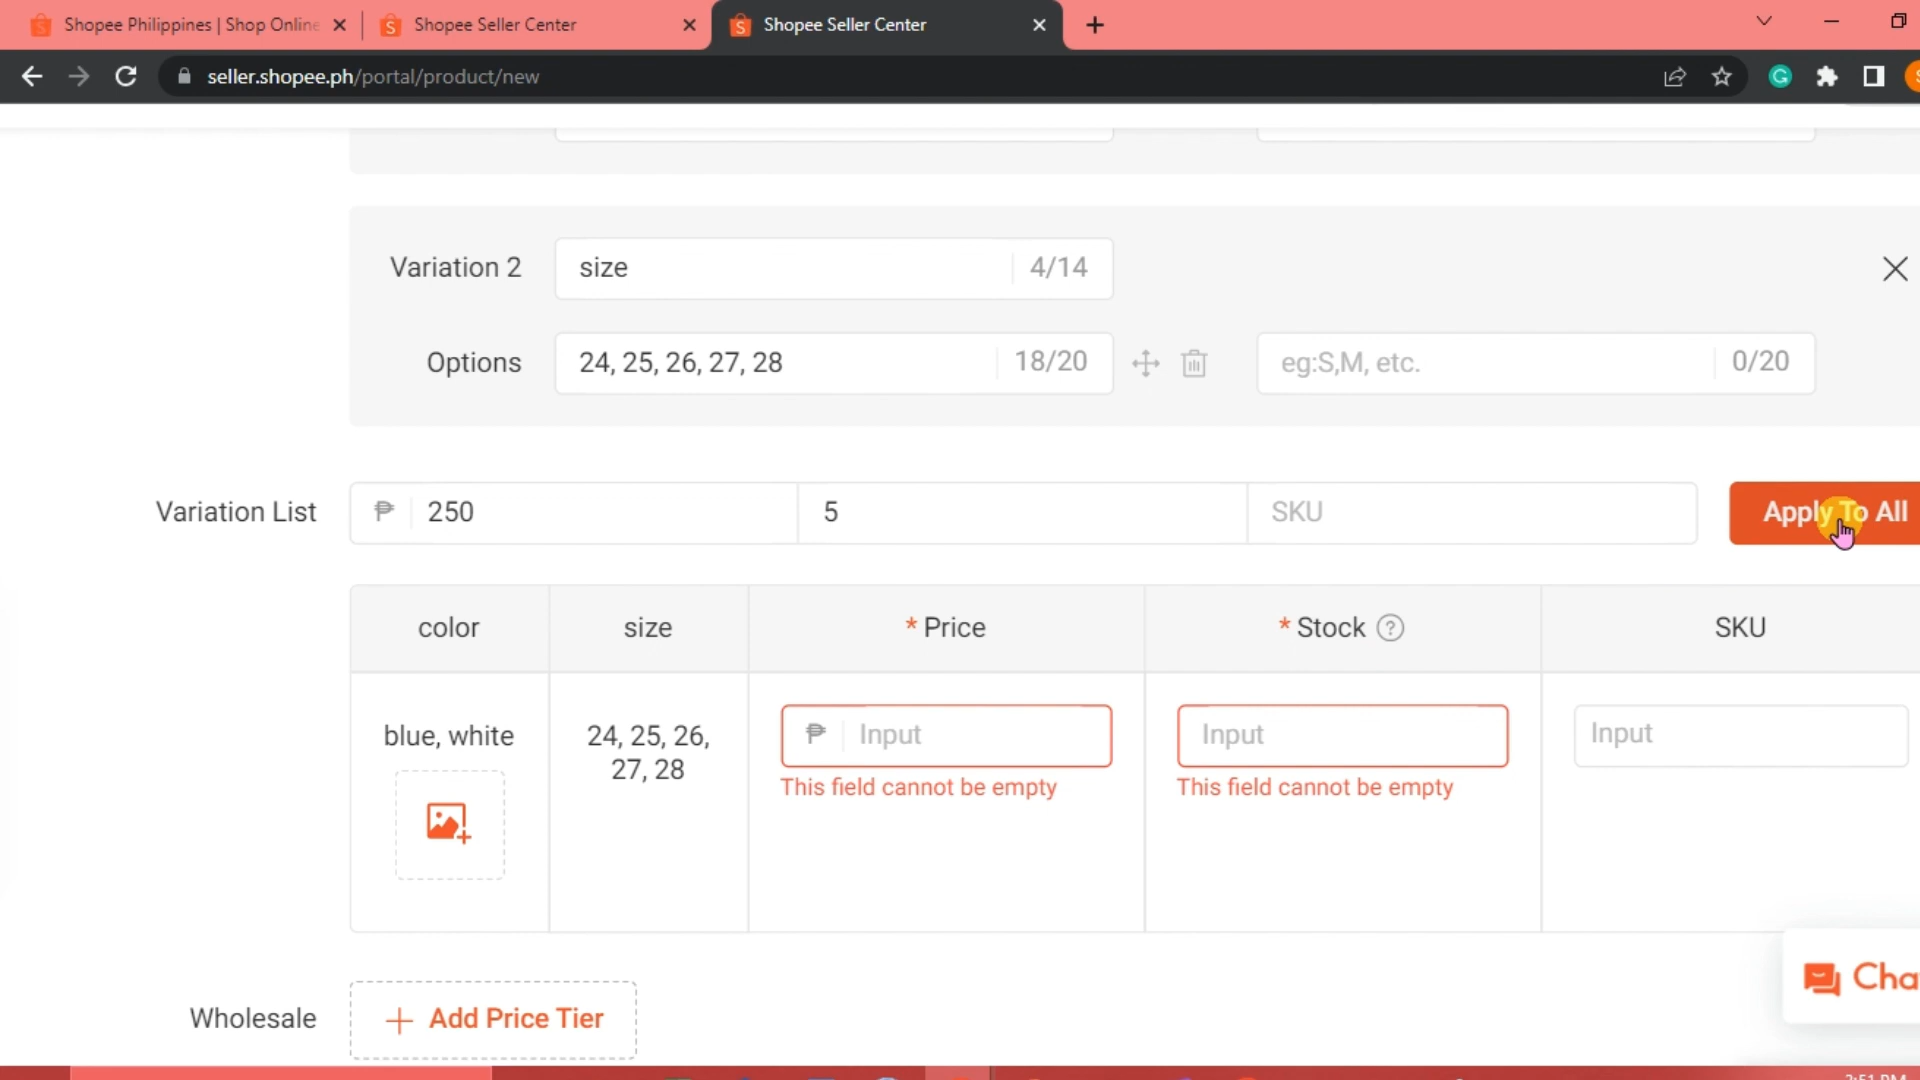 Shopee Philippines | Shop Online
Shopee Seller Center
Shopee Seller Center
seller.shopee.ph/portal/product/new
Variation 2
size
4/14
Options
24, 25, 26, 27, 28
18/20
eg:S,M, etc.
0/20
Variation List
₱ 250
5
SKU
Apply To All
color
size
* Price
* Stock ?
SKU
blue, white
24, 25, 26,
27, 28
₱ Input
Input
Input
This field cannot be empty
This field cannot be empty
Cha
Wholesale
+ Add Price Tier